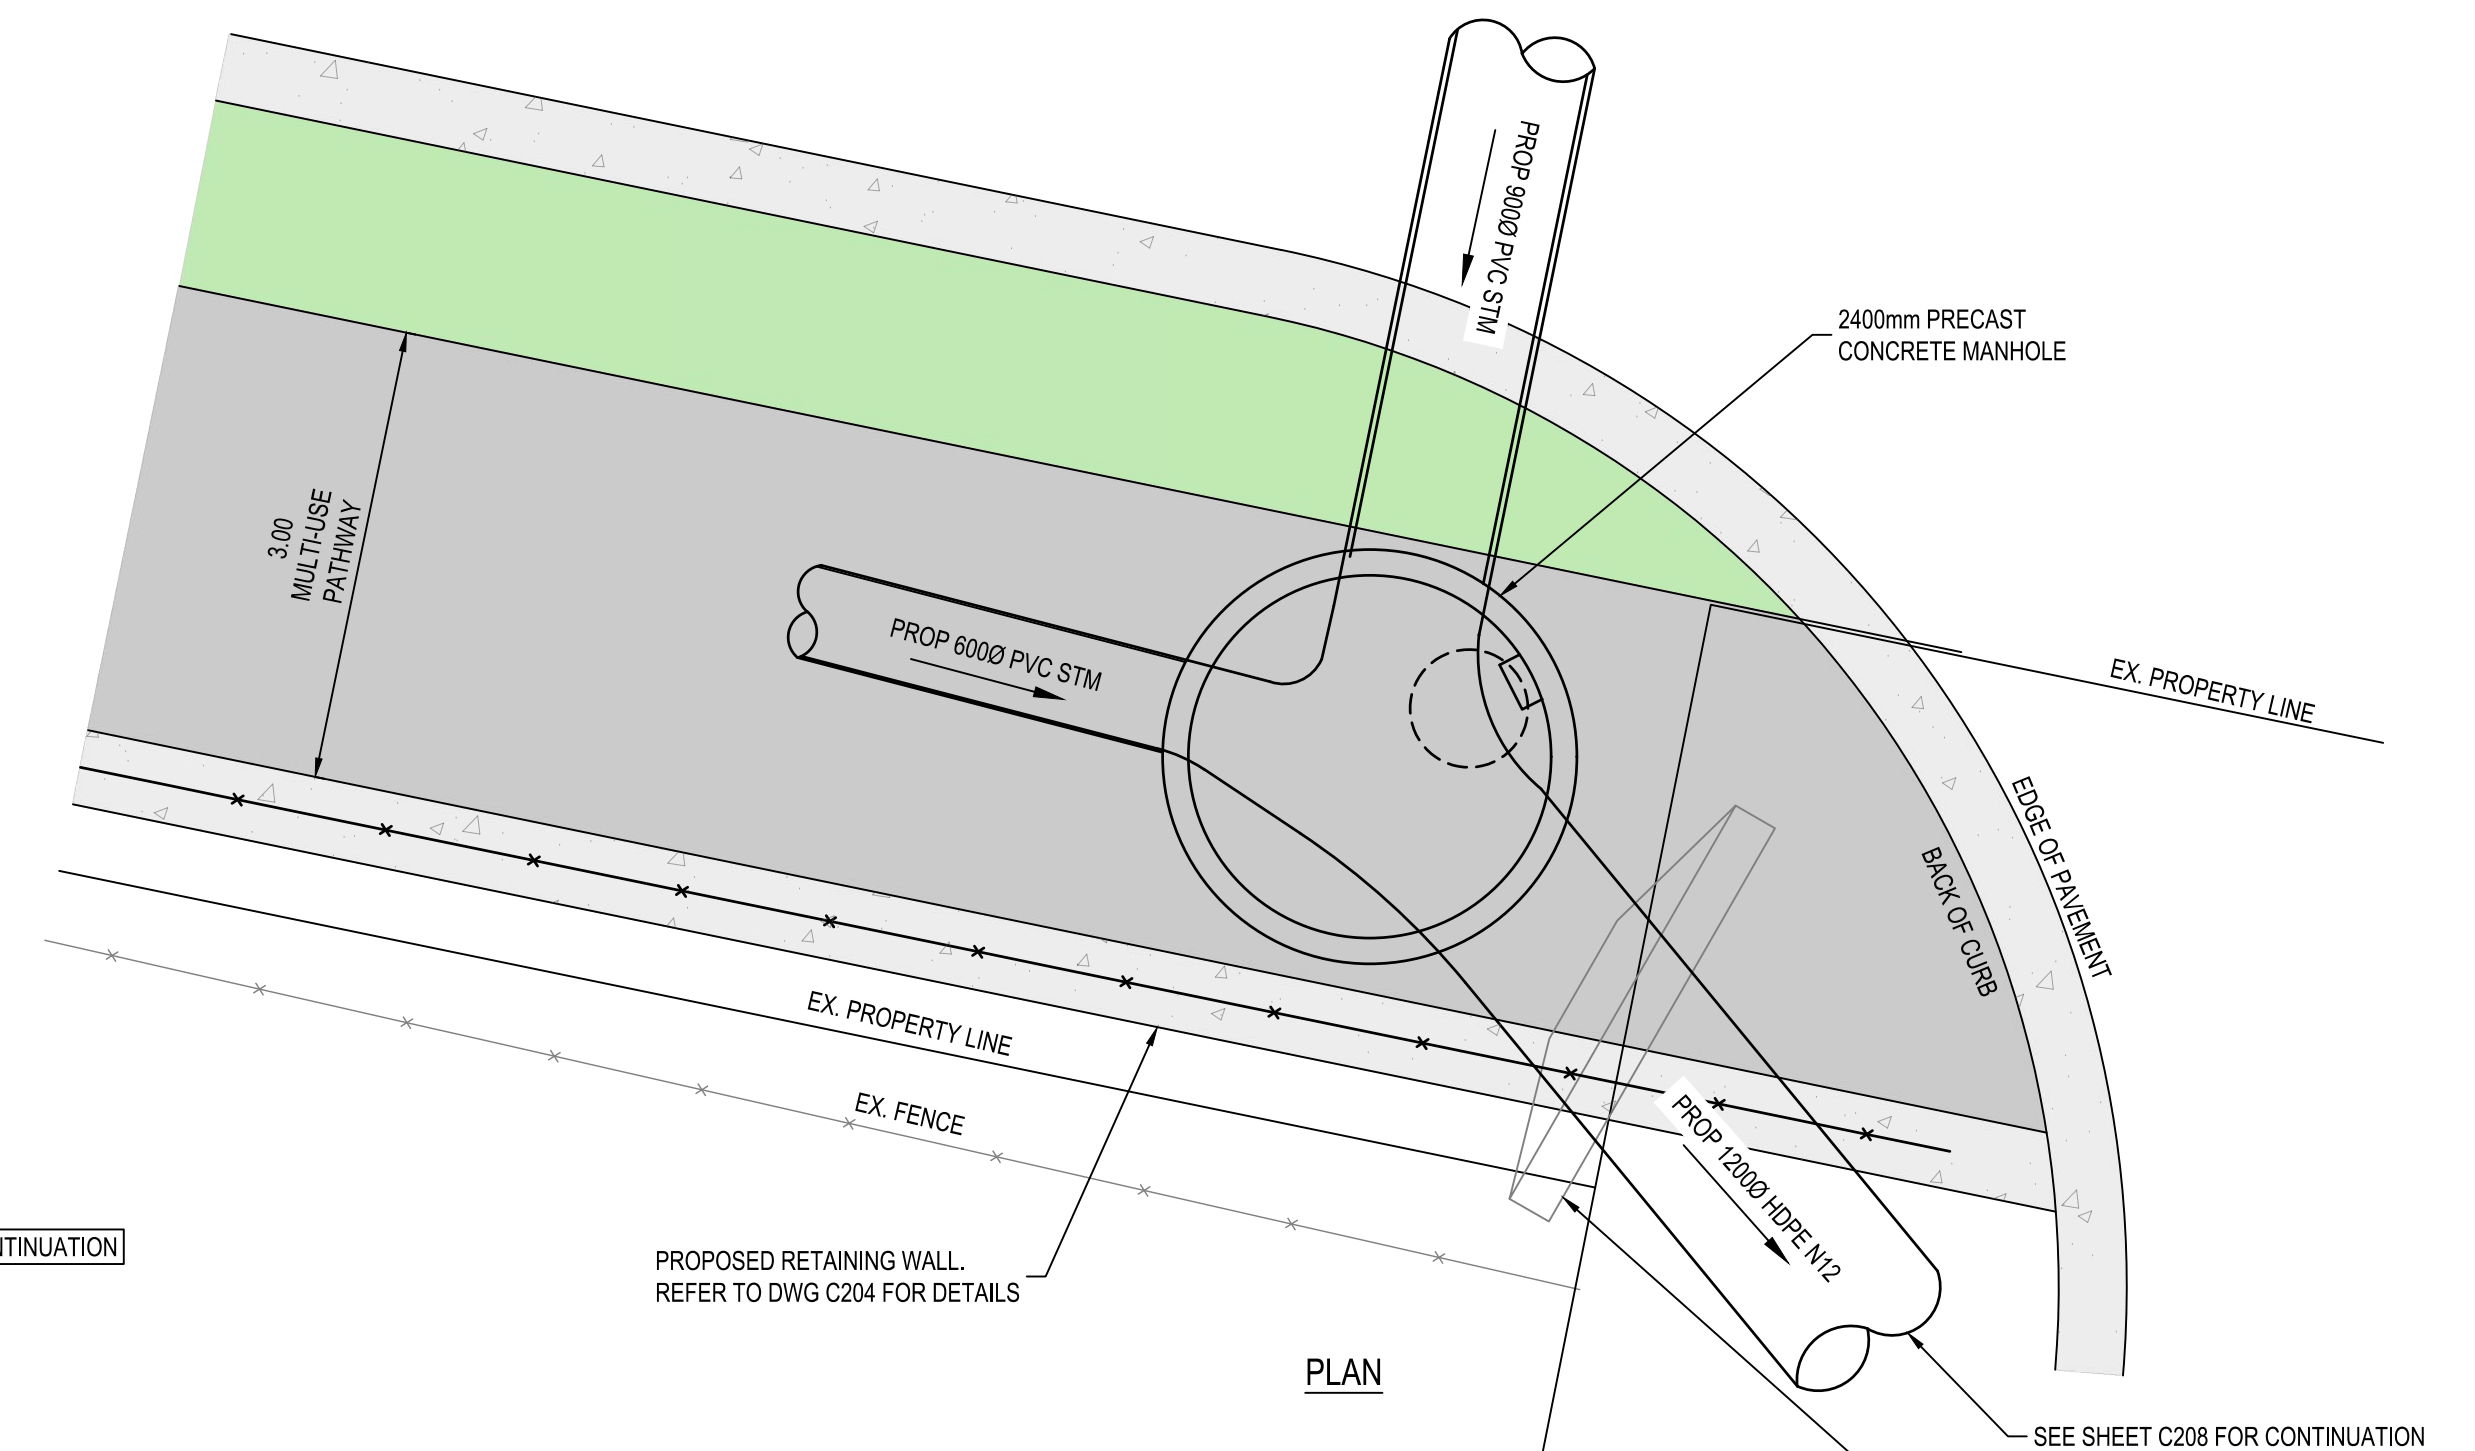 PROP 900Ø PVC STM
2400mm PRECAST
CONCRETE MANHOLE
3.00
MULTI-USE
PATHWAY
PROP 600Ø PVC STM
EX. PROPERTY LINE
EDGE OF PAVEMENT
BACK OF CURB
EX. PROPERTY LINE
EX. FENCE
PROP 1200Ø HDPE N12
NTINUATION
PROPOSED RETAINING WALL.
REFER TO DWG C204 FOR DETAILS
PLAN
SEE SHEET C208 FOR CONTINUATION